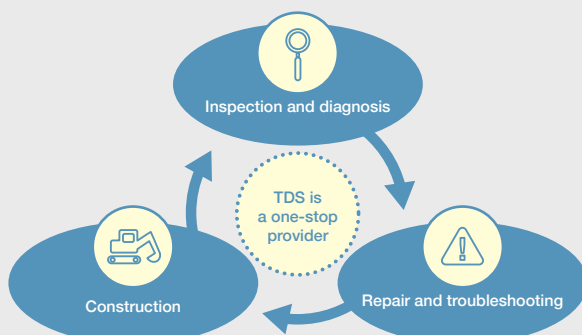 Inspection and diagnosis
TDS is
a one-stop
provider
Construction
Repair and troubleshooting